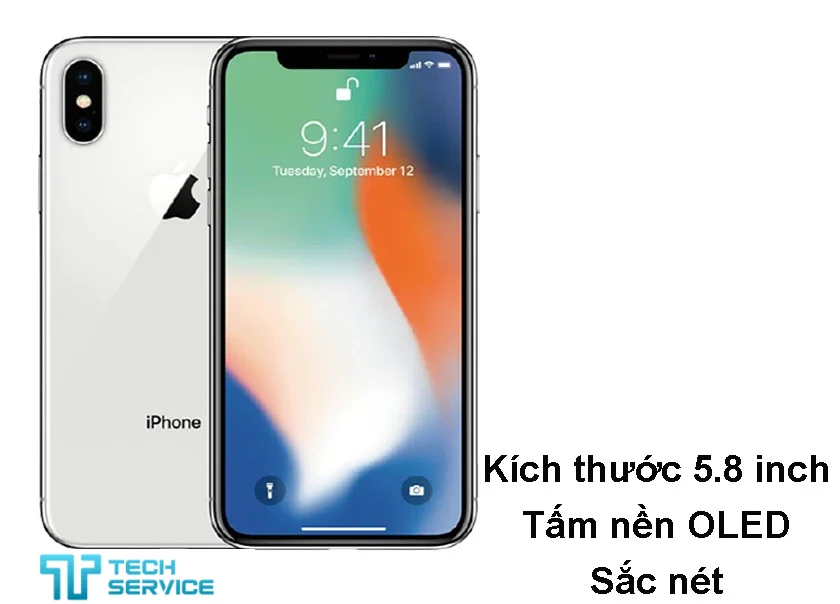 9:41
Tuesday, September 12
iPhone
Kích thước 5.8 inch
Tấm nền OLED
Sắc nét
TECH
SERVICE